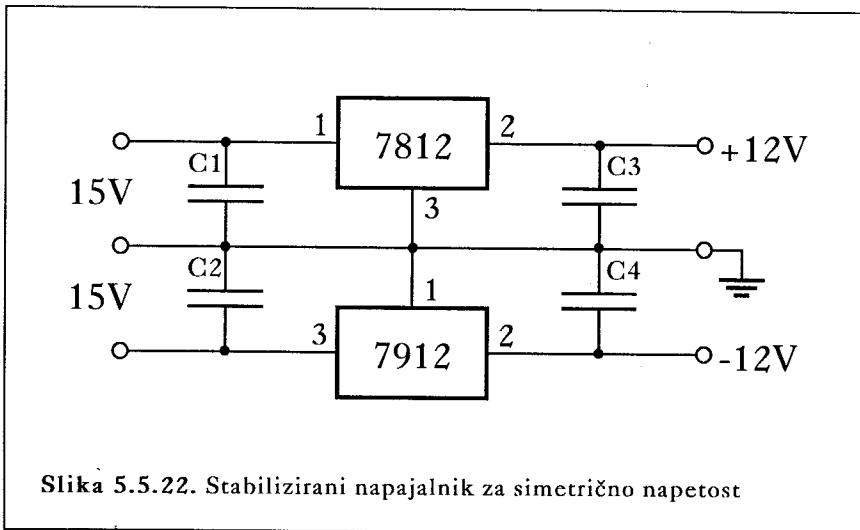 1 7812 2
C1 C3 +12V
15V 3
C2 C4
15V 1
3 7912 2 -12V
Slika 5.5.22. Stabilizirani napajalnik za simetrično napetost